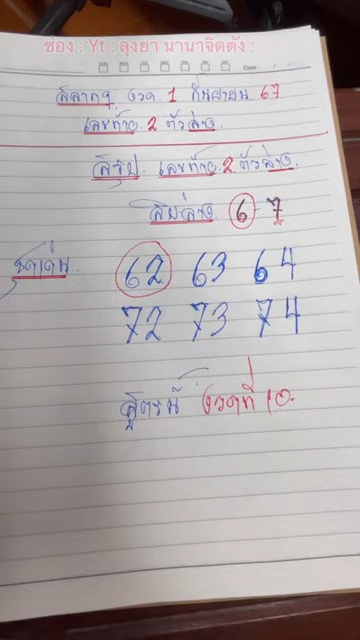 ช่อง : Yt : ลุงยา นานาจิตตัง :
Date :
สลากฯ งวด 1 กันยายน 67
เลขท้าย 2 ตัวล่าง
สรุป เลขท้าย 2 ตัวล่าง
สิบล่าง 6 7
ชุดเด่น 62 63 64
72 73 74
สูตรนี้ งวดที่ 10